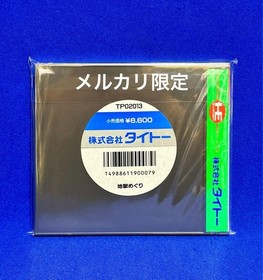 メルカリ限定
TP02013
小売価格 ¥6,600
株式会社 タイトー
T4988611900079
地獄めぐり
HE
株式会社 タイトー